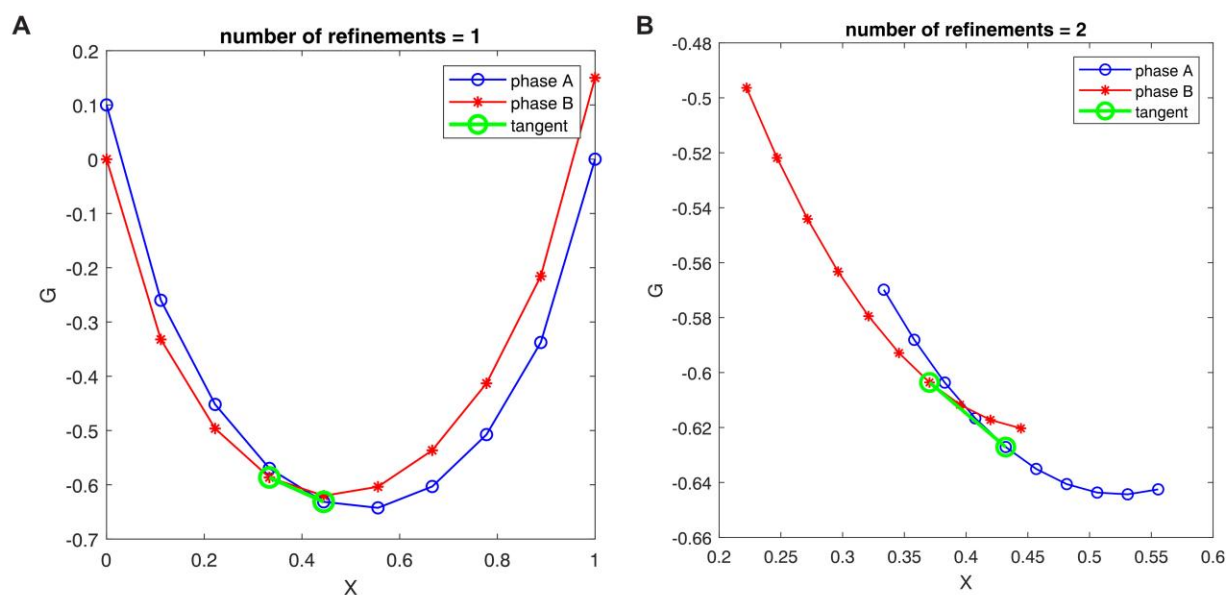 A
number of refinements = 1
0.2
0.1
0
-0.1
-0.2
-0.3
-0.4
-0.5
-0.6
-0.7
G
0
0.2
0.4
0.6
0.8
1
X
phase A
phase B
tangent
B
number of refinements = 2
-0.48
-0.5
-0.52
-0.54
-0.56
-0.58
-0.6
-0.62
-0.64
-0.66
G
0.2
0.25
0.3
0.35
0.4
0.45
0.5
0.55
0.6
X
phase A
phase B
tangent